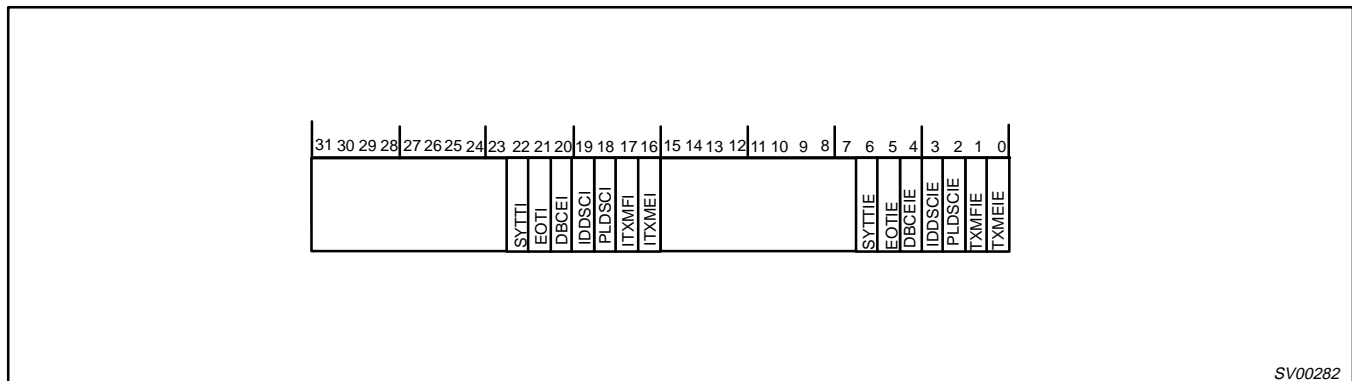 31 30 29 28 27 26 25 24 23 22 21 20 19 18 17 16 15 14 13 12 11 10 9 8 7 6 5 4 3 2 1 0
SYTTI
EOTI
DBCEI
IDDSCI
PLDSCI
ITXMFI
ITXMEI
SYTTIE
EOTIE
DBCEIE
IDDSCIE
PLDSCIE
TXMFIE
TXMEIE
SV00282